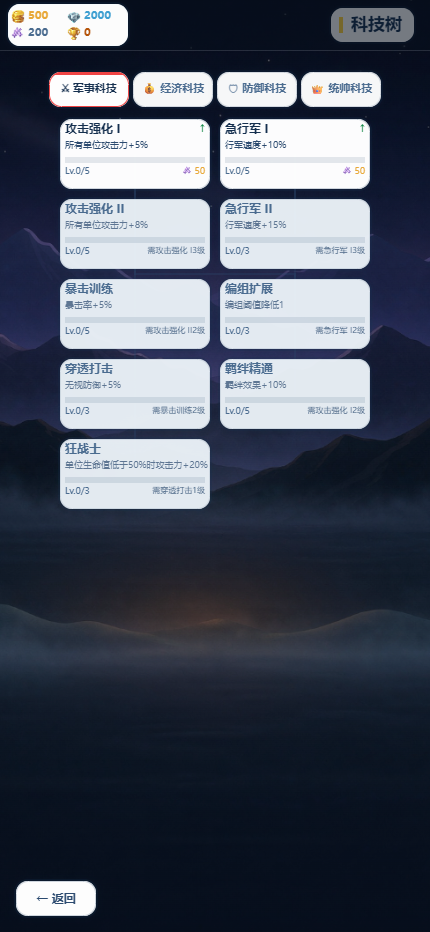 500 2000
200 0
科技树
军事科技 经济科技 防御科技 统帅科技
攻击强化 I ↑
所有单位攻击力+5%
Lv.0/5 50
急行军 I ↑
行军速度+10%
Lv.0/5 50
攻击强化 II
所有单位攻击力+8%
Lv.0/5 需攻击强化 I3级
急行军 II
行军速度+15%
Lv.0/3 需急行军 I3级
暴击训练
暴击率+5%
Lv.0/5 需攻击强化 II2级
编组扩展
编组阈值降低1
Lv.0/3 需急行军 I2级
穿透打击
无视防御+5%
Lv.0/3 需暴击训练2级
羁绊精通
羁绊效果+10%
Lv.0/5 需攻击强化 I2级
狂战士
单位生命值低于50%时攻击力+20%
Lv.0/3 需穿透打击1级
← 返回